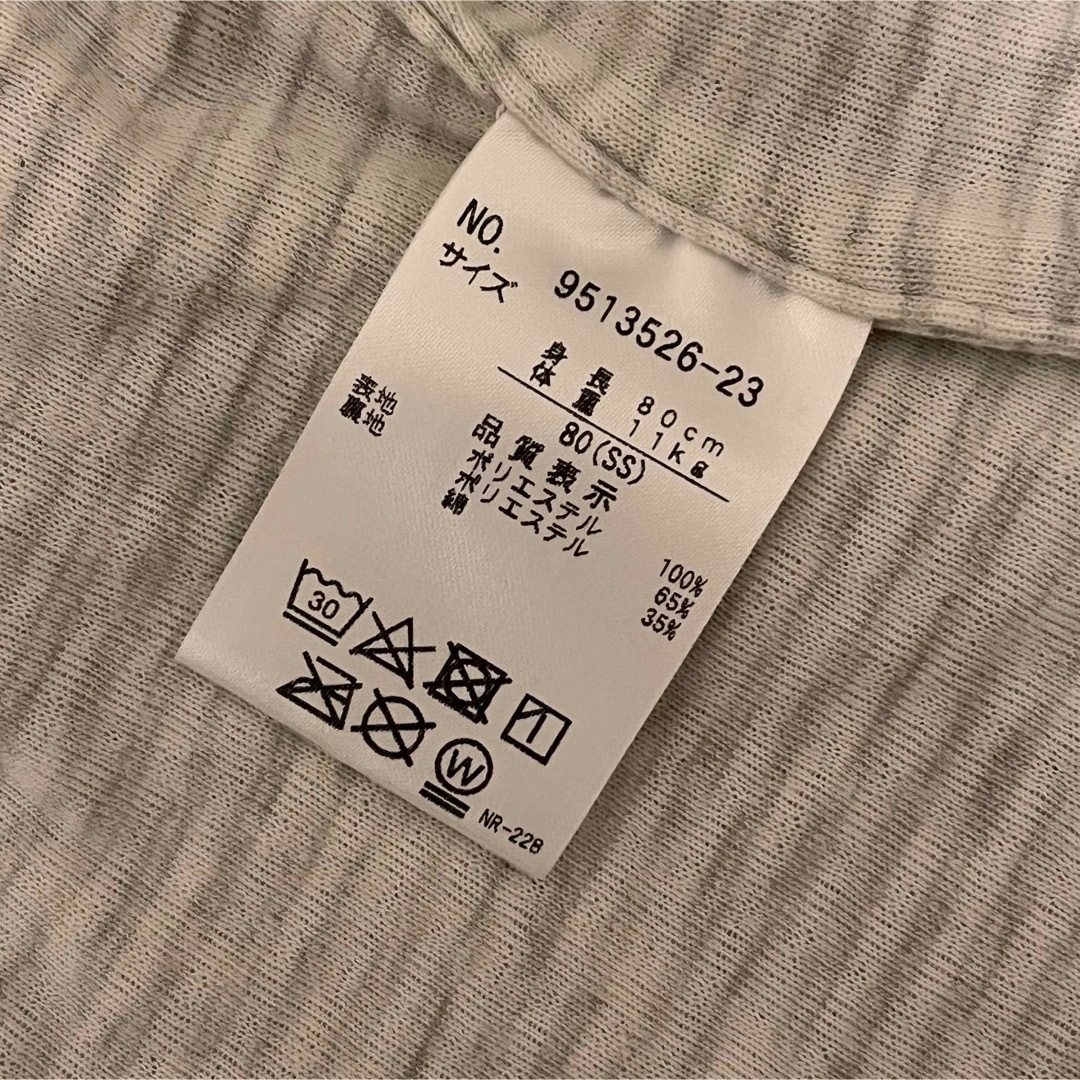 NO. 9513526-23
サイズ
身長 80cm
体重 11kg
80(SS)
品質表示
表地 ポリエステル 100%
裏地 ポリエステル 65%
綿 35%
30
W
NR-228